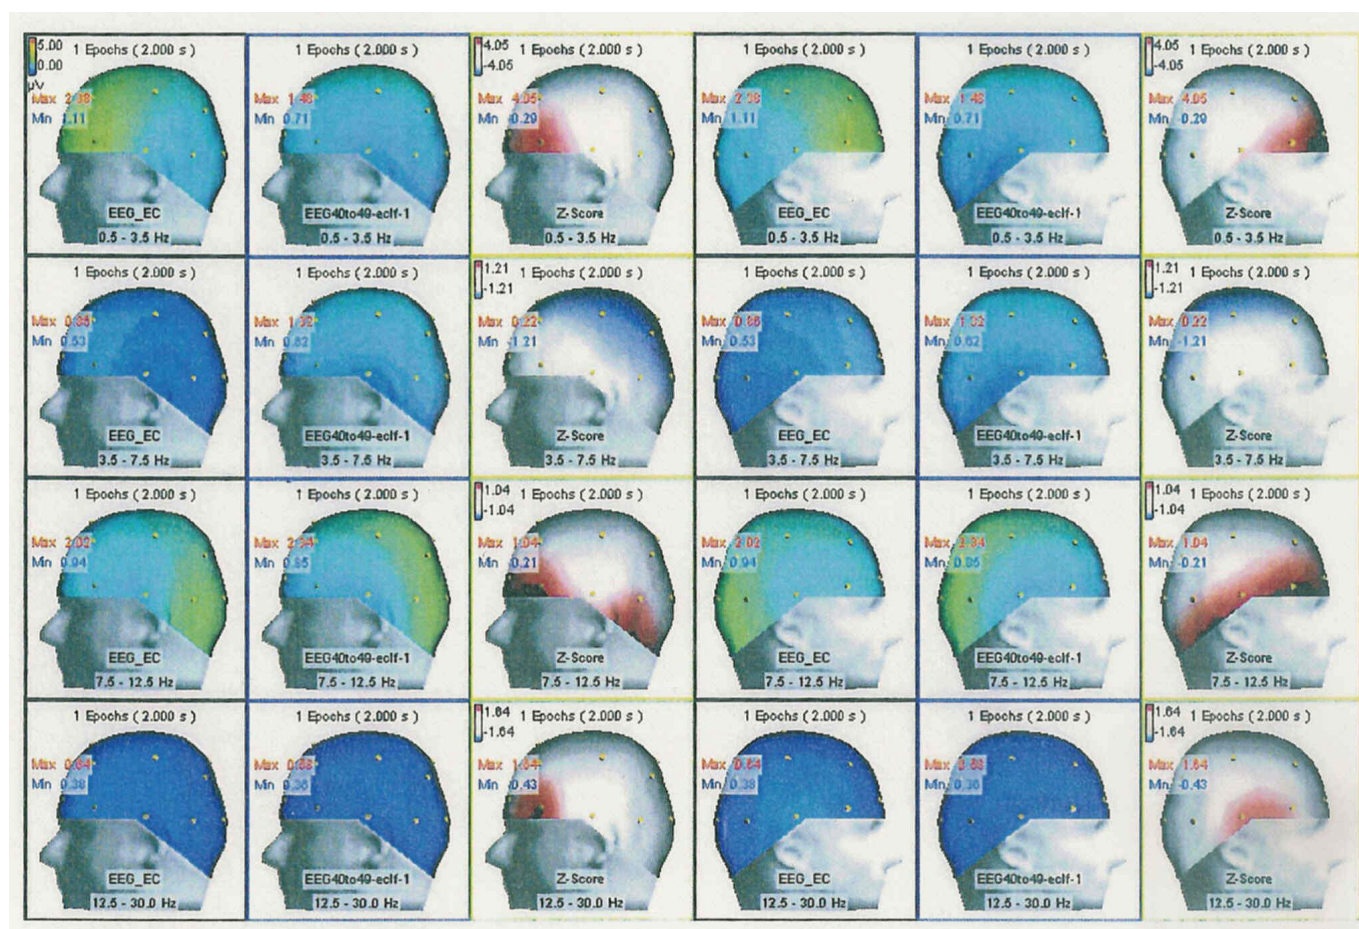 5.00
0.00
µV
1 Epochs ( 2.000 s )
Max 2.38
Min 1.11
EEG_EC
0.5 - 3.5 Hz
1 Epochs ( 2.000 s )
Max 1.48
Min 0.71
EEG40to49-eclf-1
0.5 - 3.5 Hz
4.05
-4.05
1 Epochs ( 2.000 s )
Max 4.05
Min -0.29
Z-Score
0.5 - 3.5 Hz
1 Epochs ( 2.000 s )
Max 2.38
Min 1.11
EEG_EC
0.5 - 3.5 Hz
1 Epochs ( 2.000 s )
Max 1.48
Min 0.71
EEG40to49-eclf-1
0.5 - 3.5 Hz
4.05
-4.05
1 Epochs ( 2.000 s )
Max 4.05
Min -0.29
Z-Score
0.5 - 3.5 Hz
1 Epochs ( 2.000 s )
Max
Min 0.53
EEG_EC
3.5 - 7.5 Hz
1 Epochs ( 2.000 s )
Max 1.32
Min 0.62
EEG40to49-eclf-1
3.5 - 7.5 Hz
1.21
-1.21
1 Epochs ( 2.000 s )
Max 0.22
Min -1.21
Z-Score
3.5 - 7.5 Hz
1 Epochs ( 2.000 s )
Max
Min 0.53
EEG_EC
3.5 - 7.5 Hz
1 Epochs ( 2.000 s )
Max 1.32
Min 0.62
EEG40to49-eclf-1
3.5 - 7.5 Hz
1.21
-1.21
1 Epochs ( 2.000 s )
Max 0.22
Min -1.21
Z-Score
3.5 - 7.5 Hz
1 Epochs ( 2.000 s )
Max 2.02
Min 0.94
EEG_EC
7.5 - 12.5 Hz
1 Epochs ( 2.000 s )
Max 2.34
Min 0.85
EEG40to49-eclf-1
7.5 - 12.5 Hz
1.04
-1.04
1 Epochs ( 2.000 s )
Max 1.04
Min -0.21
Z-Score
7.5 - 12.5 Hz
1 Epochs ( 2.000 s )
Max 2.02
Min 0.94
EEG_EC
7.5 - 12.5 Hz
1 Epochs ( 2.000 s )
Max 2.34
Min 0.85
EEG40to49-eclf-1
7.5 - 12.5 Hz
1.04
-1.04
1 Epochs ( 2.000 s )
Max 1.04
Min -0.21
Z-Score
7.5 - 12.5 Hz
1 Epochs ( 2.000 s )
Max 0.64
Min 0.38
EEG_EC
12.5 - 30.0 Hz
1 Epochs ( 2.000 s )
Max
Min 0.36
EEG40to49-eclf-1
12.5 - 30.0 Hz
1.64
-1.64
1 Epochs ( 2.000 s )
Max 1.64
Min -0.43
Z-Score
12.5 - 30.0 Hz
1 Epochs ( 2.000 s )
Max 0.64
Min 0.38
EEG_EC
12.5 - 30.0 Hz
1 Epochs ( 2.000 s )
Max
Min 0.36
EEG40to49-eclf-1
12.5 - 30.0 Hz
1.64
-1.64
1 Epochs ( 2.000 s )
Max 1.64
Min -0.43
Z-Score
12.5 - 30.0 Hz